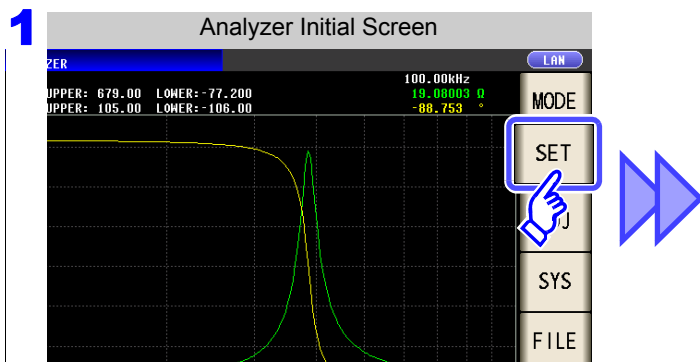 1
Analyzer Initial Screen
ZER
LAN
100.00kHz
UPPER: 679.00 LOWER:-77.200 19.08003 Ω
UPPER: 105.00 LOWER:-106.00 -88.753 °
MODE
SET
SYS
FILE